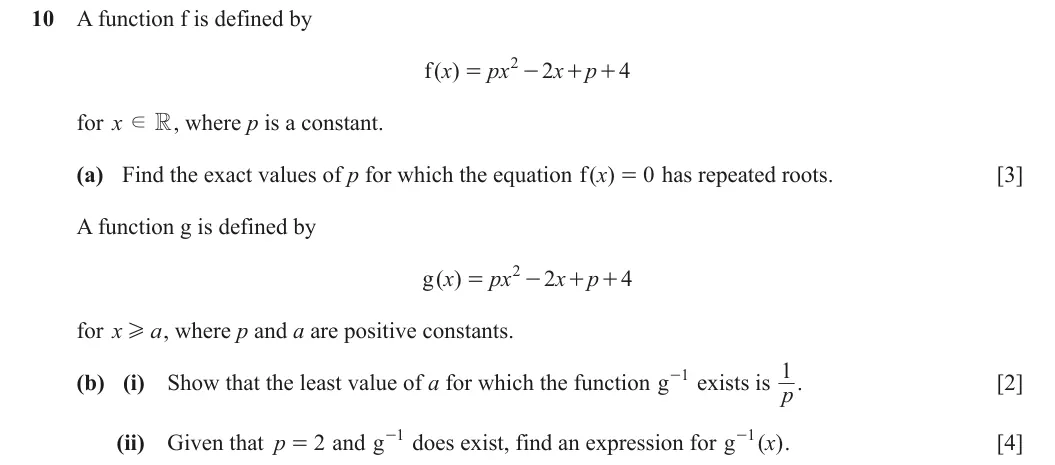 10 A function f is defined by
f(x) = px² − 2x + p + 4
for x ∈ ℝ, where p is a constant.
(a) Find the exact values of p for which the equation f(x) = 0 has repeated roots. [3]
A function g is defined by
g(x) = px² − 2x + p + 4
for x ⩾ a, where p and a are positive constants.
(b) (i) Show that the least value of a for which the function g⁻¹ exists is 1/p. [2]
(ii) Given that p = 2 and g⁻¹ does exist, find an expression for g⁻¹(x). [4]